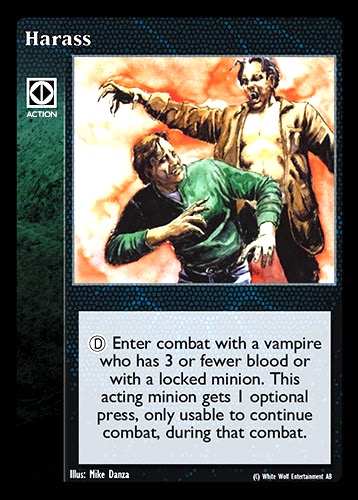 Harass
ACTION
Ⓓ Enter combat with a vampire
who has 3 or fewer blood or
with a locked minion. This
acting minion gets 1 optional
press, only usable to continue
combat, during that combat.
Illus: Mike Danza
(C) White Wolf Entertainment AB